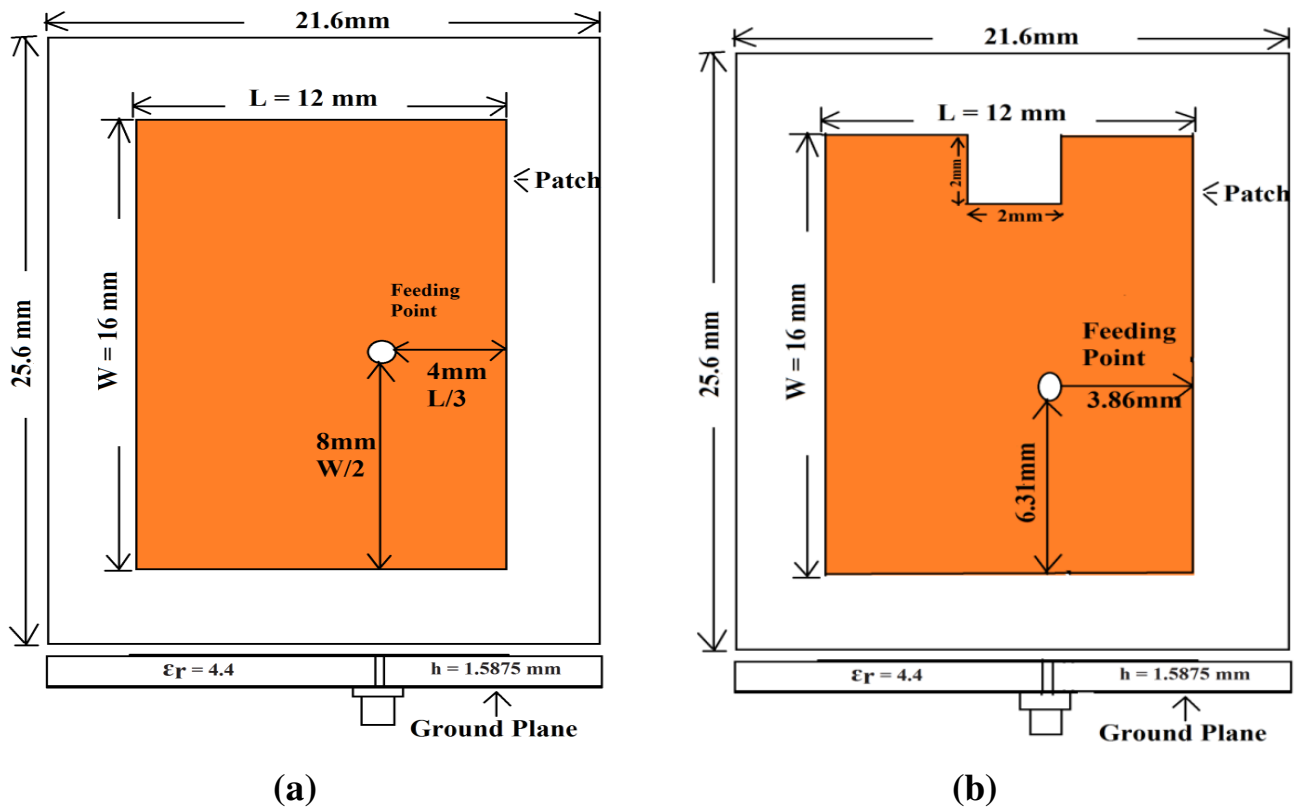 21.6mm
L = 12 mm
Patch
25.6 mm
W = 16 mm
Feeding
Point
4mm
L/3
8mm
W/2
εr = 4.4
h = 1.5875 mm
Ground Plane
(a)
21.6mm
L = 12 mm
2mm
2mm
Patch
25.6 mm
W = 16 mm
Feeding
Point
3.86mm
6.31mm
εr = 4.4
h = 1.5875 mm
Ground Plane
(b)